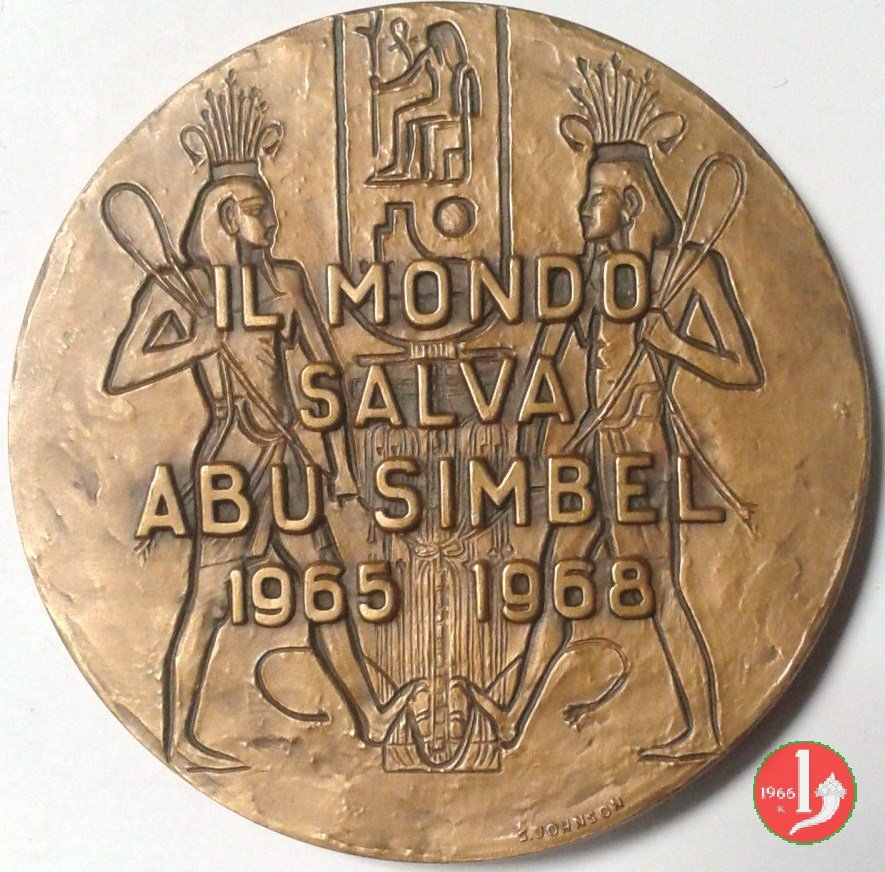 IL MONDO
SALVA
ABU SIMBEL
1965 1968
S. JOHNSON
1966
R.